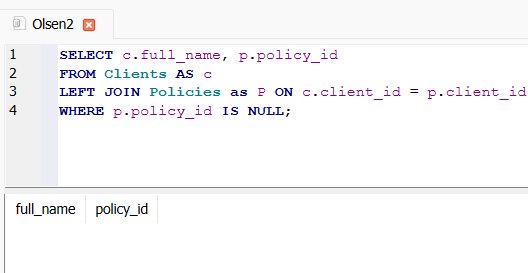 Olsen2
1 SELECT c.full_name, p.policy_id
2 FROM Clients AS c
3 LEFT JOIN Policies as P ON c.client_id = p.client_id
4 WHERE p.policy_id IS NULL;
full_name policy_id